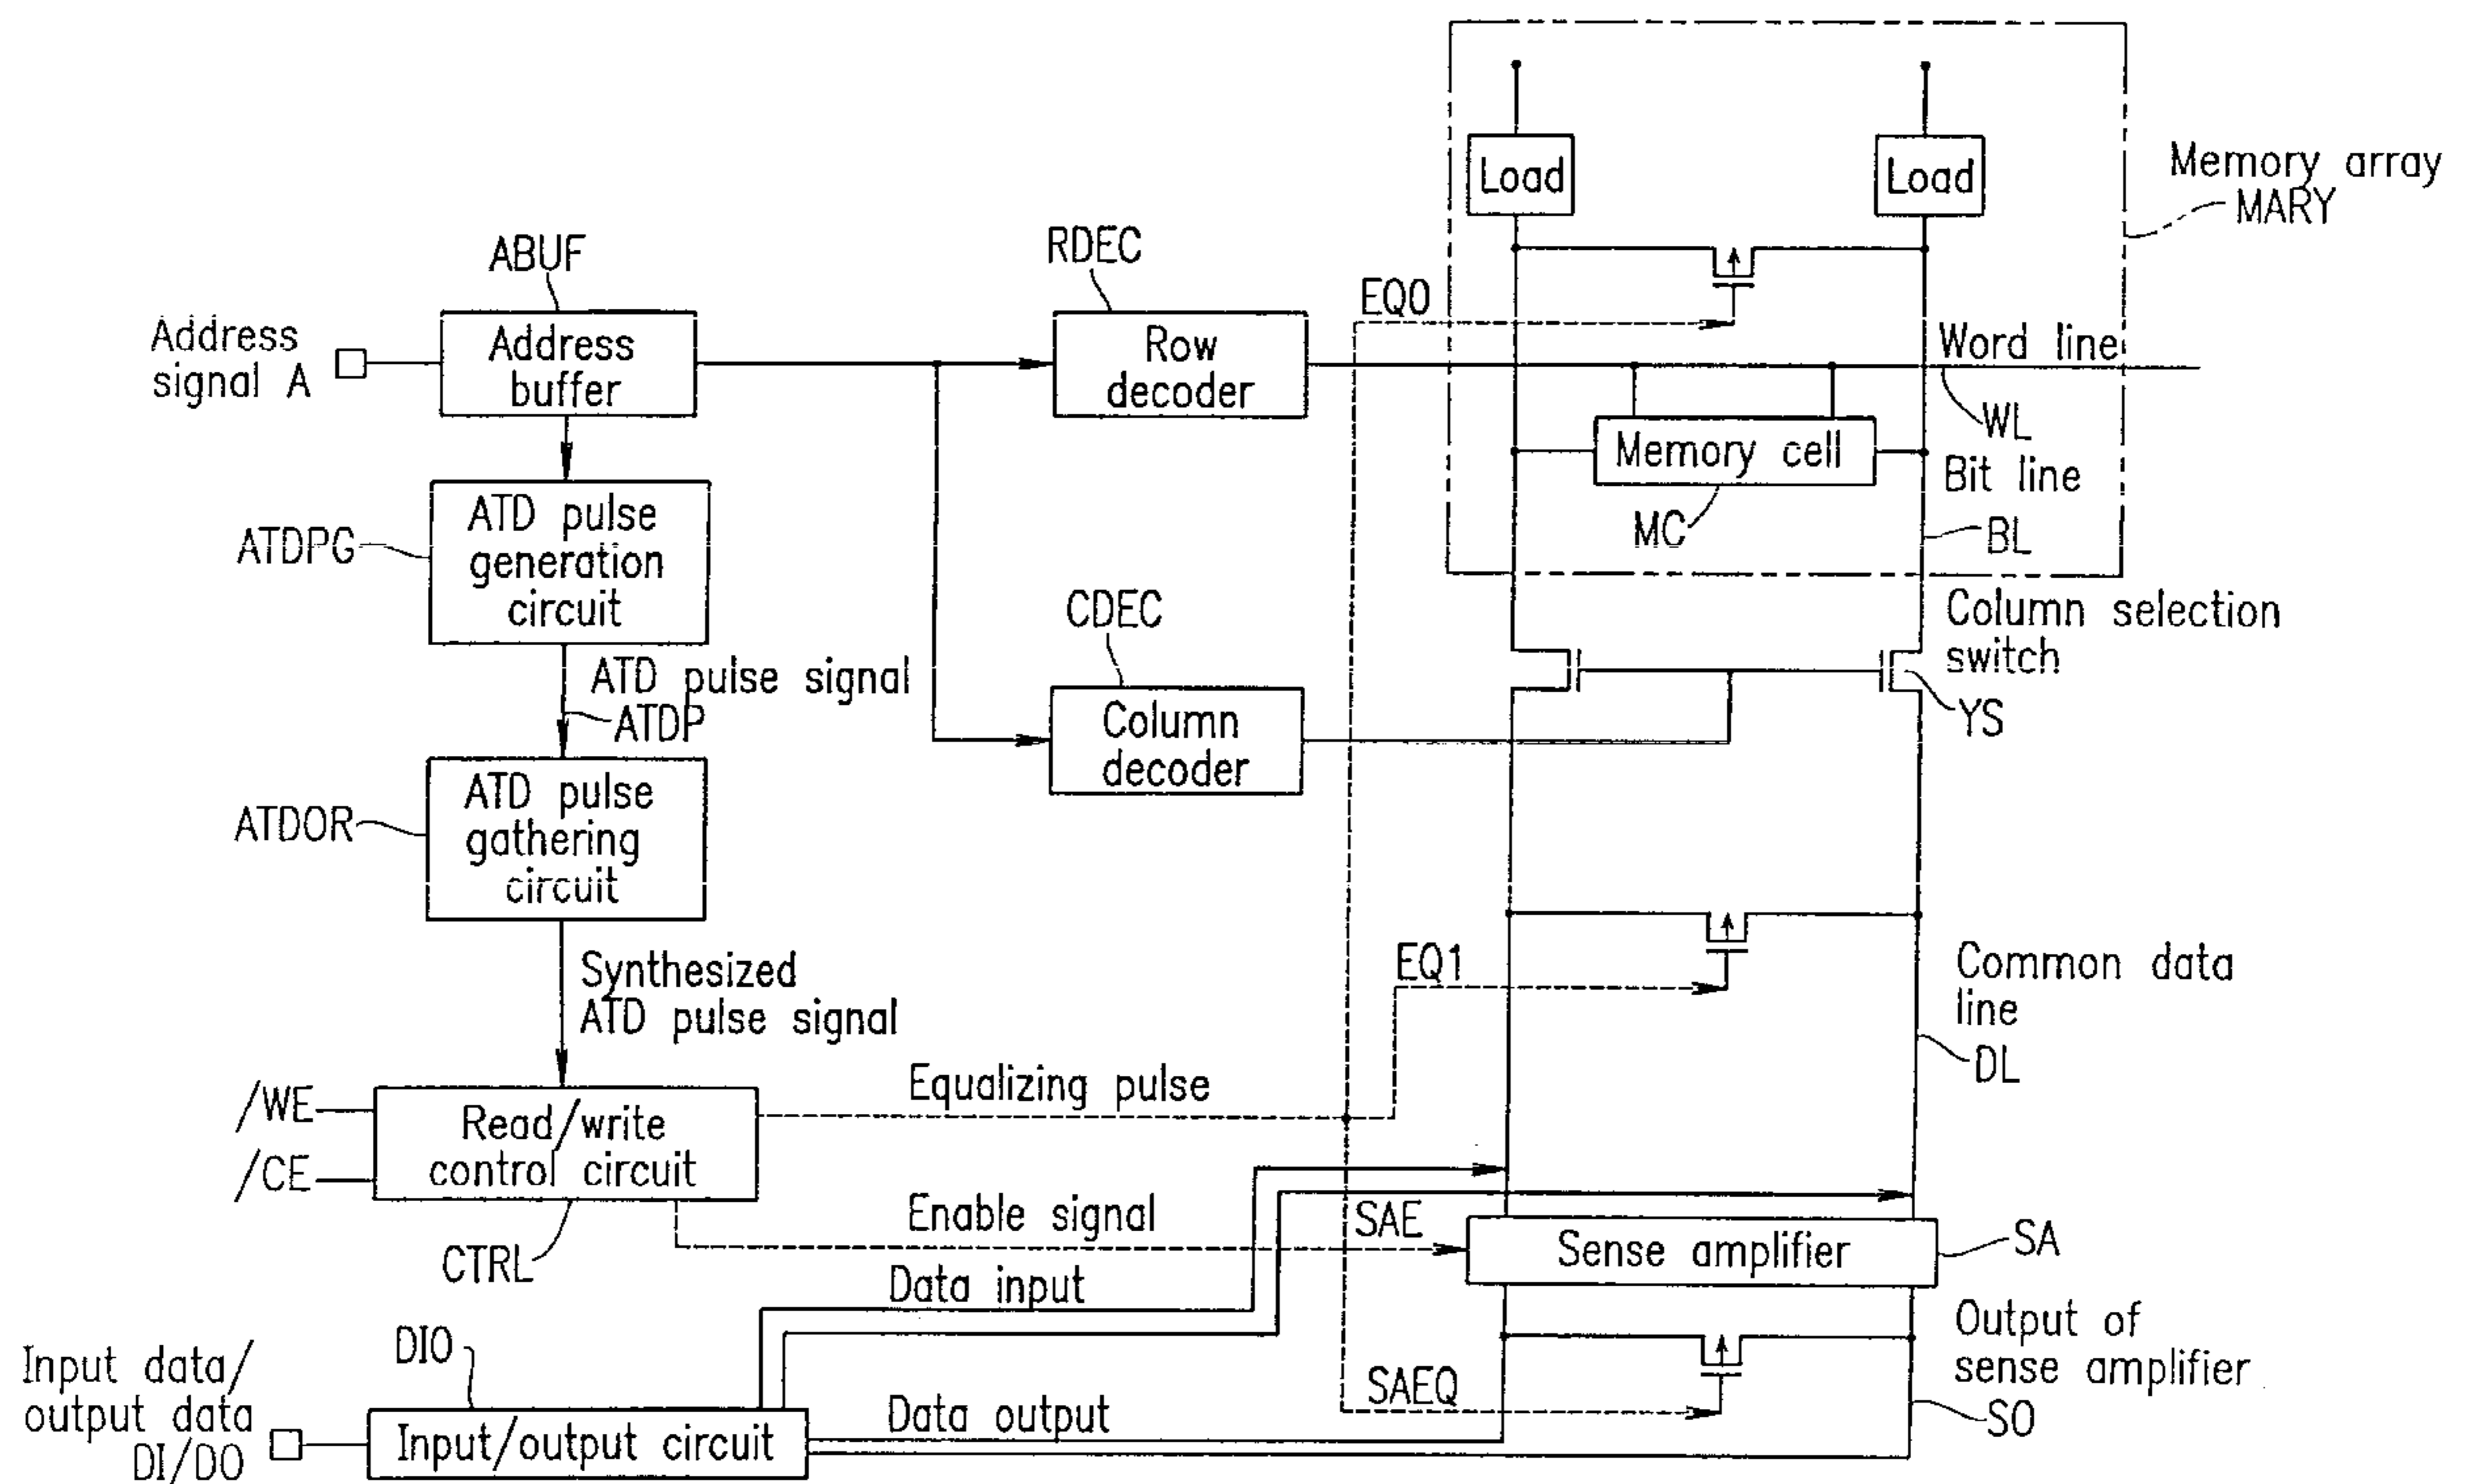 Load
Load
Memory array
MARY
ABUF
RDEC
EQ0
Address
signal A
Address
buffer
Row
decoder
Word line
WL
Memory cell
Bit line
MC
BL
ATDPG
ATD pulse
generation
circuit
CDEC
Column selection
switch
YS
ATD pulse signal
ATDP
Column
decoder
ATDOR
ATD pulse
gathering
circuit
Synthesized
ATD pulse signal
EQ1
Common data
line
DL
/WE
/CE
Read/write
control circuit
CTRL
Equalizing pulse
Enable signal
SAE
Sense amplifier
SA
Data input
DIO
Input data/
output data
DI/DO
Input/output circuit
Data output
SAEQ
Output of
sense amplifier
SO